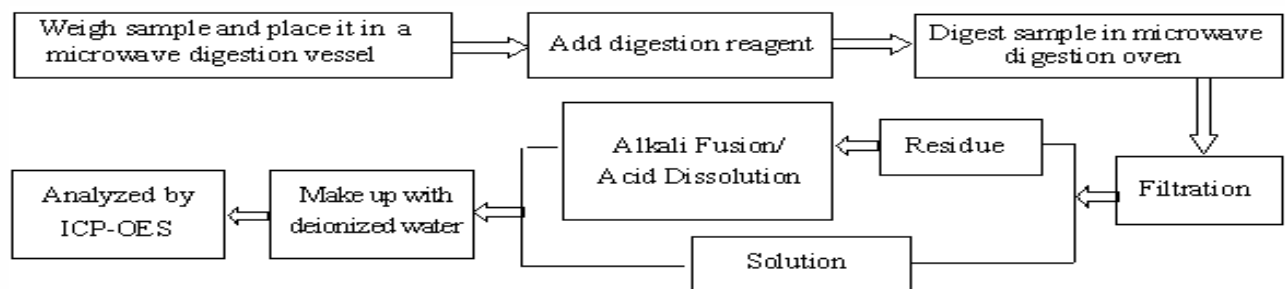 Weigh sample and place it in a
microwave digestion vessel
Add digestion reagent
Digest sample in microwave
digestion oven
Filtration
Residue
Alkali Fusion/
Acid Dissolution
Solution
Make up with
deionized water
Analyzed by
ICP-OES